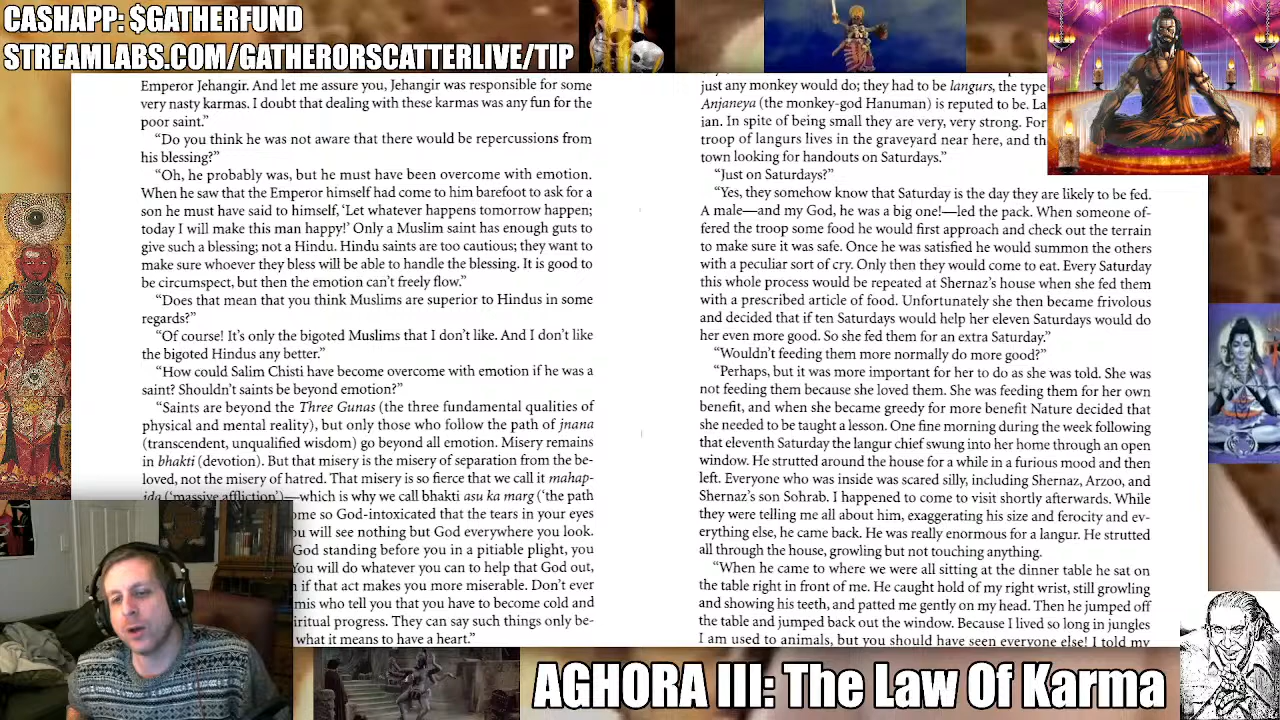 CASHAPP: $GATHERFUND
STREAMLABS.COM/GATHERORSCATTERLIVE/TIP
Emperor Jehangir. And let me assure you, Jehangir was responsible for some
very nasty karmas. I doubt that dealing with these karmas was any fun for the
poor saint.”
“Do you think he was not aware that there would be repercussions from
his blessing?”
“Oh, he probably was, but he must have been overcome with emotion.
When he saw that the Emperor himself had come to him barefoot to ask for a
son he must have said to himself, ‘Let whatever happens tomorrow happen;
today I will make this man happy!’ Only a Muslim saint has enough guts to
give such a blessing; not a Hindu. Hindu saints are too cautious; they want to
make sure whoever they bless will be able to handle the blessing. It is good to
be circumspect, but then the emotion can’t freely flow.”
“Does that mean that you think Muslims are superior to Hindus in some
regards?”
“Of course! It’s only the bigoted Muslims that I don’t like. And I don’t like
the bigoted Hindus any better.”
“How could Salim Chisti have become overcome with emotion if he was a
saint? Shouldn’t saints be beyond emotion?”
“Saints are beyond the Three Gunas (the three fundamental qualities of
physical and mental reality), but only those who follow the path of jnana
(transcendent, unqualified wisdom) go beyond all emotion. Misery remains
in bhakti (devotion). But that misery is the misery of separation from the be-
loved, not the misery of hatred. That misery is so fierce that we call it mahap-
ida (‘massive affliction’)—which is why we call bhakti asu ka marg (‘the path
ome so God-intoxicated that the tears in your eyes
u will see nothing but God everywhere you look.
God standing before you in a pitiable plight, you
You will do whatever you can to help that God out,
if that act makes you more miserable. Don’t ever
mis who tell you that you have to become cold and
iritual progress. They can say such things only be-
what it means to have a heart.”
just any monkey would do; they had to be langurs, the type
Anjaneya (the monkey-god Hanuman) is reputed to be. La
ian. In spite of being small they are very, very strong. For
troop of langurs lives in the graveyard near here, and th
town looking for handouts on Saturdays.”
“Just on Saturdays?”
“Yes, they somehow know that Saturday is the day they are likely to be fed.
A male—and my God, he was a big one!—led the pack. When someone of-
fered the troop some food he would first approach and check out the terrain
to make sure it was safe. Once he was satisfied he would summon the others
with a peculiar sort of cry. Only then they would come to eat. Every Saturday
this whole process would be repeated at Shernaz’s house when she fed them
with a prescribed article of food. Unfortunately she then became frivolous
and decided that if ten Saturdays would help her eleven Saturdays would do
her even more good. So she fed them for an extra Saturday.”
“Wouldn’t feeding them more normally do more good?”
“Perhaps, but it was more important for her to do as she was told. She was
not feeding them because she loved them. She was feeding them for her own
benefit, and when she became greedy for more benefit Nature decided that
she needed to be taught a lesson. One fine morning during the week following
that eleventh Saturday the langur chief swung into her home through an open
window. He strutted around the house for a while in a furious mood and then
left. Everyone who was inside was scared silly, including Shernaz, Arzoo, and
Shernaz’s son Sohrab. I happened to come to visit shortly afterwards. While
they were telling me all about him, exaggerating his size and ferocity and ev-
erything else, he came back. He was really enormous for a langur. He strutted
all through the house, growling but not touching anything.
“When he came to where we were all sitting at the dinner table he sat on
the table right in front of me. He caught hold of my right wrist, still growling
and showing his teeth, and patted me gently on my head. Then he jumped off
the table and jumped back out the window. Because I lived so long in jungles
I am used to animals, but you should have seen everyone else! I told my
AGHORA III: The Law Of Karma